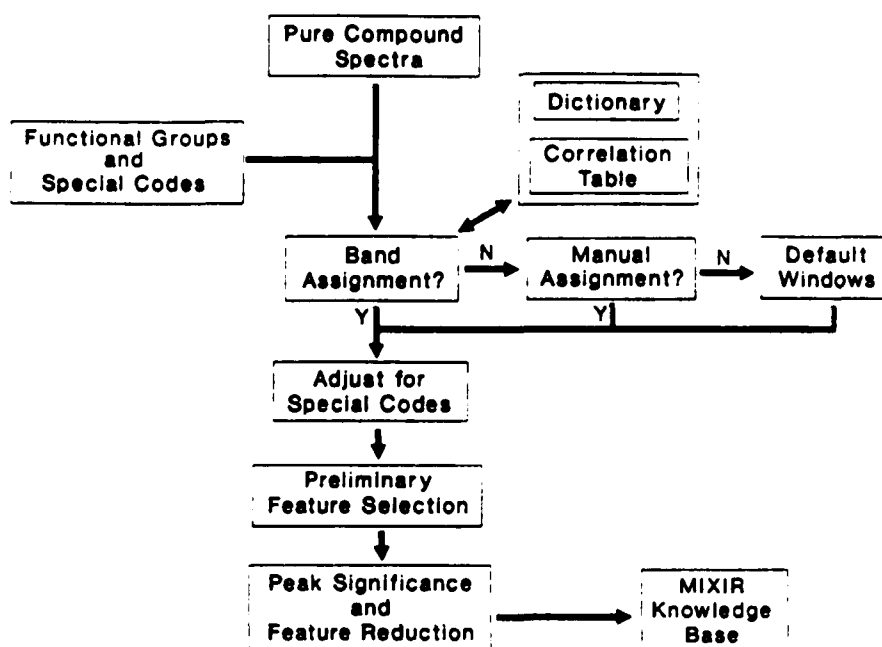 Pure Compound
Spectra
Dictionary
Correlation
Table
Functional Groups
and
Special Codes
Band
Assignment?
N
Manual
Assignment?
N
Default
Windows
Y
Y
Adjust for
Special Codes
Preliminary
Feature Selection
Peak Significance
and
Feature Reduction
MIXIR
Knowledge
Base